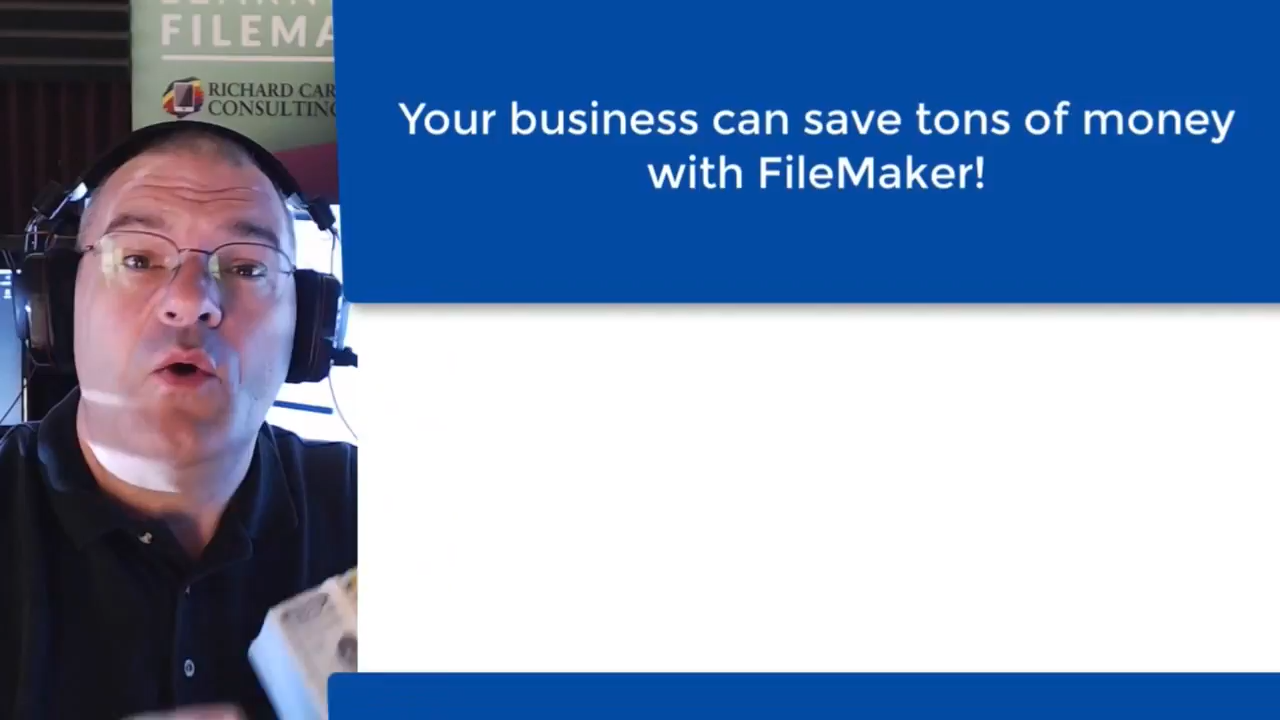 FILEMA
RICHARD CAR
CONSULTING
Your business can save tons of money
with FileMaker!